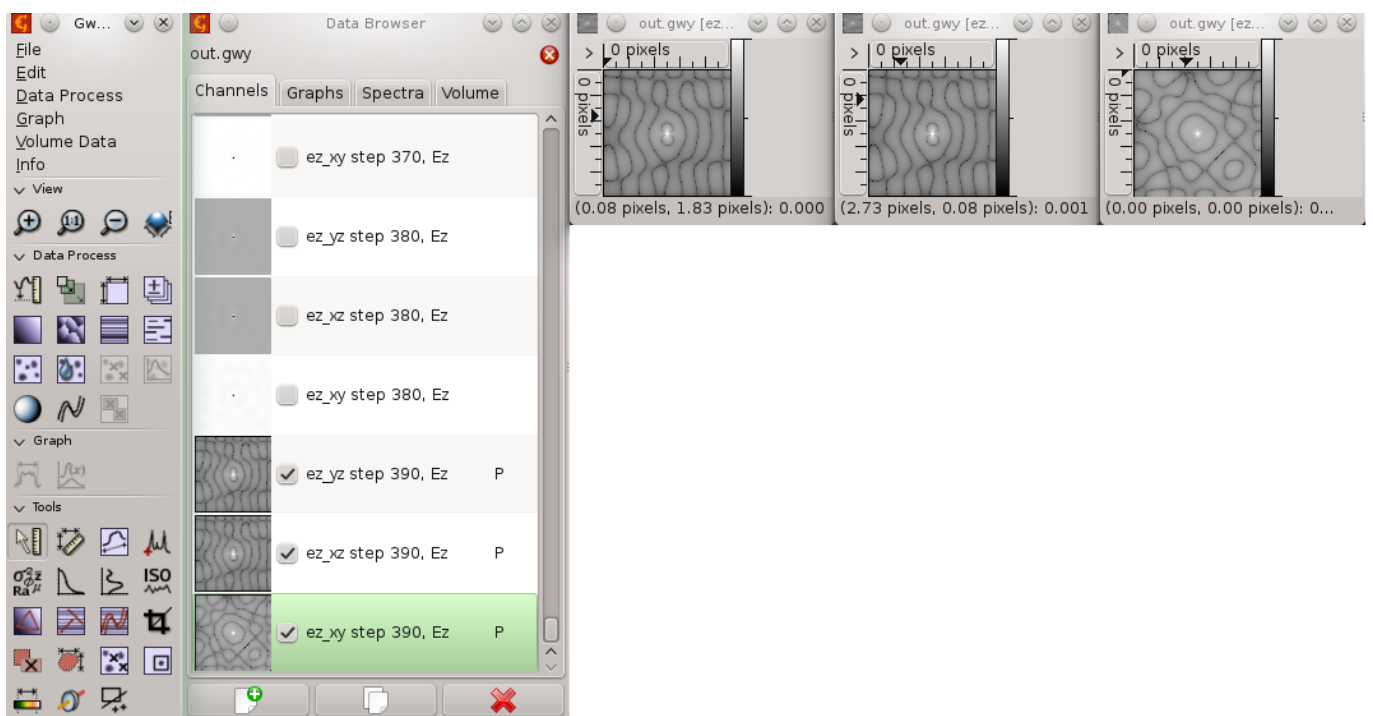 Gw...
File
Edit
Data Process
Graph
Volume Data
Info
View
1:1
Data Process
Graph
f(x)
Tools
ISO
Ra μ
Data Browser
out.gwy
Channels Graphs Spectra Volume
ez_xy step 370, Ez
ez_yz step 380, Ez
ez_xz step 380, Ez
ez_xy step 380, Ez
ez_yz step 390, Ez P
ez_xz step 390, Ez P
ez_xy step 390, Ez P
out.gwy [ez...
0 pixels
0 pixels
(0.08 pixels, 1.83 pixels): 0.000
out.gwy [ez...
0 pixels
0 pixels
(2.73 pixels, 0.08 pixels): 0.001
out.gwy [ez...
0 pixels
0 pixels
(0.00 pixels, 0.00 pixels): 0...